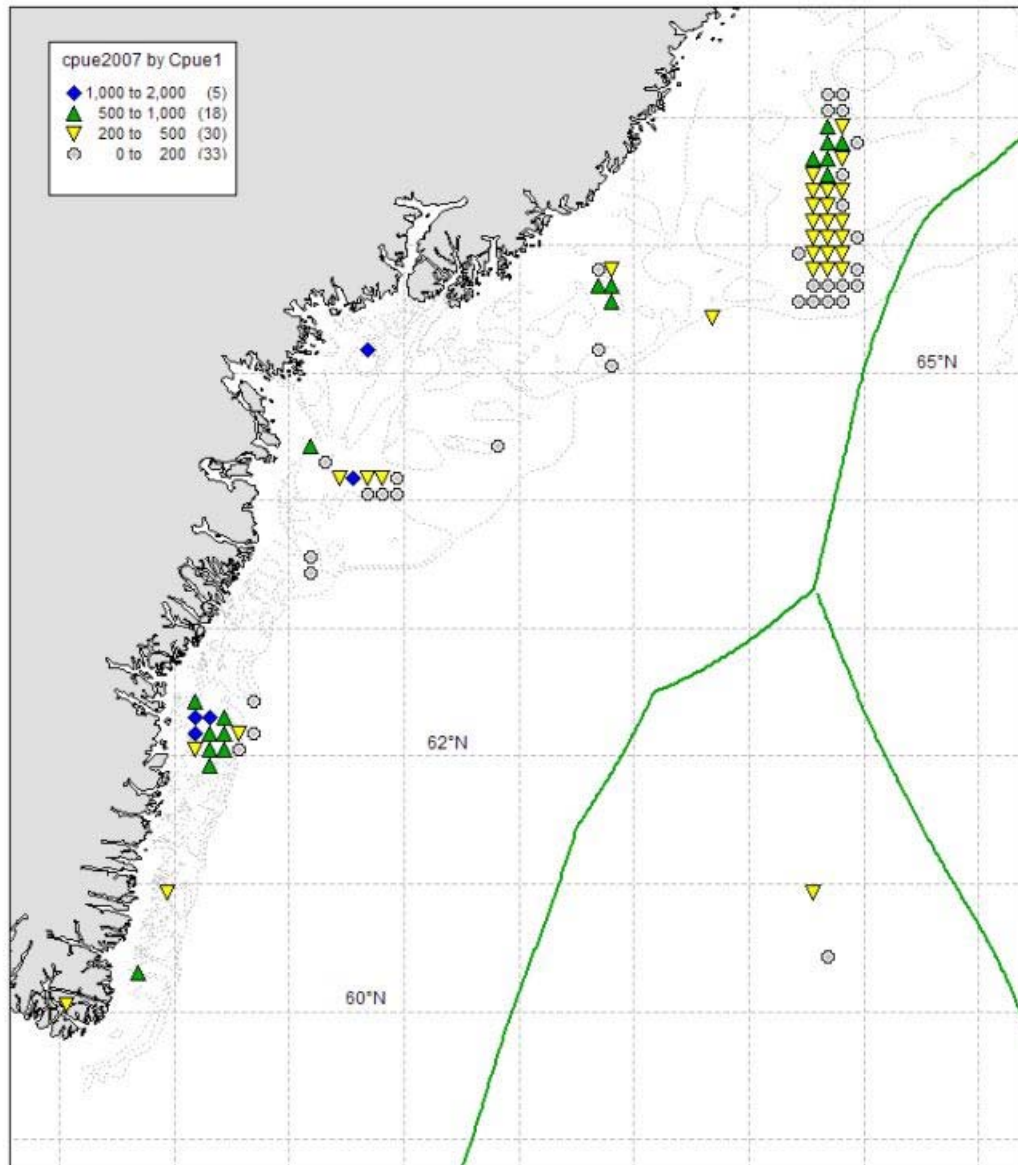 cpue2007 by Cpue1
1,000 to 2,000 (5)
500 to 1,000 (18)
200 to 500 (30)
0 to 200 (33)
65°N
62°N
60°N